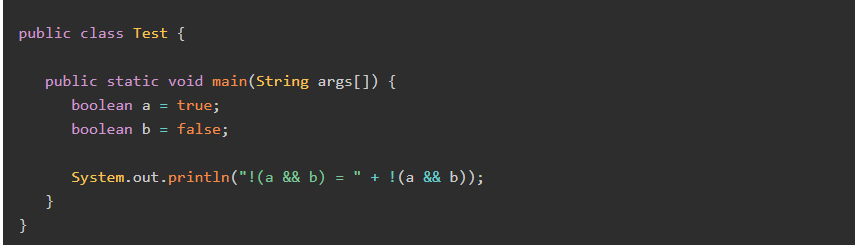 public class Test {
   public static void main(String args[]) {
      boolean a = true;
      boolean b = false;
      System.out.println("!(a && b) = " + !(a && b));
   }
}